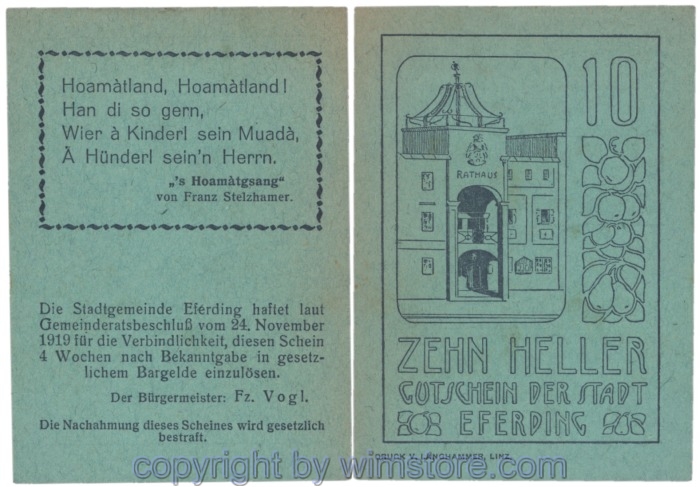 Hoamàtland, Hoamàtland!
Han di so gern,
Wier à Kinderl sein Muadà,
À Hünderl sein'n Herrn.
„'s Hoamàtgsang"
von Franz Stelzhamer.
Die Stadtgemeinde Eferding haftet laut
Gemeinderatsbeschluß vom 24. November
1919 für die Verbindlichkeit, diesen Schein
4 Wochen nach Bekanntgabe in gesetz-
lichem Bargelde einzulösen.
Der Bürgermeister: Fz. Vogl.
Die Nachahmung dieses Scheines wird gesetzlich
bestraft.
10
RATHAUS
ZEHN HELLER
GUTSCHEIN DER STADT
EFERDING
DRUCK V. LANGHAMMER, LINZ.
copyright by wimstore.com